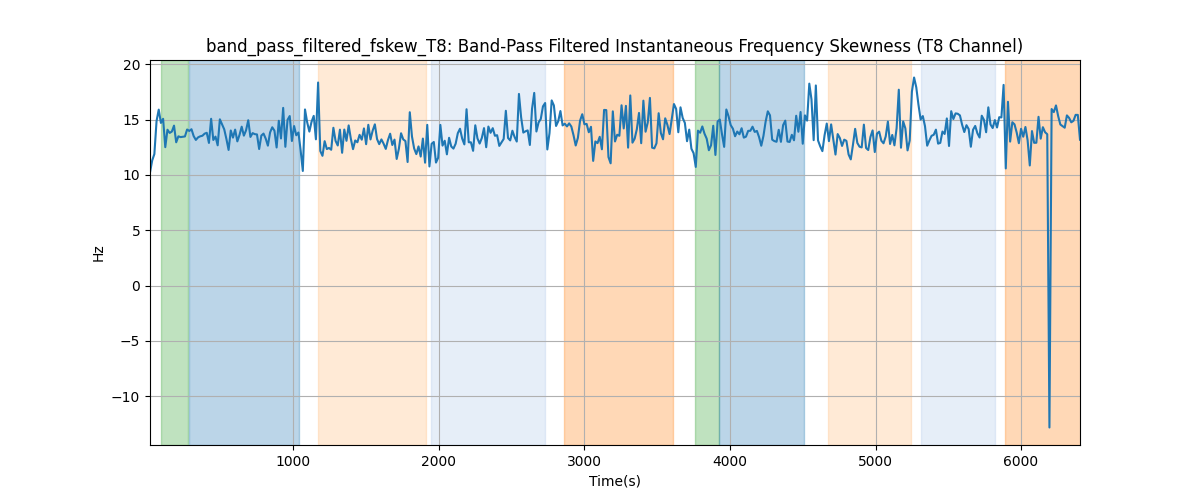 band_pass_filtered_fskew_T8: Band-Pass Filtered Instantaneous Frequency Skewness (T8 Channel)
20
15
10
5
0
−5
−10
Hz
1000 2000 3000 4000 5000 6000
Time(s)